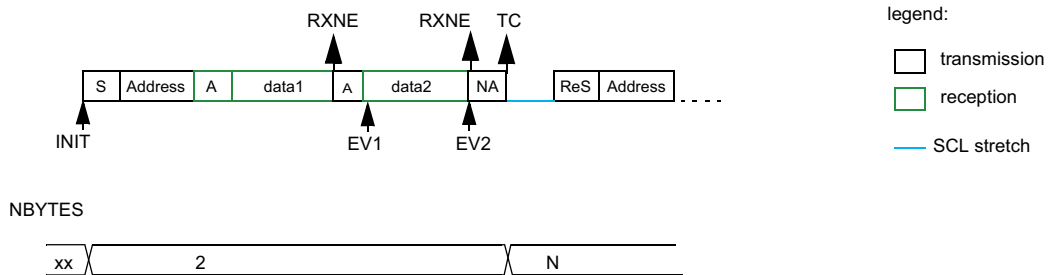 RXNE RXNE TC
legend:
S Address A data1 A data2 NA ReS Address
transmission
reception
INIT EV1 EV2
SCL stretch
NBYTES
xx 2 N